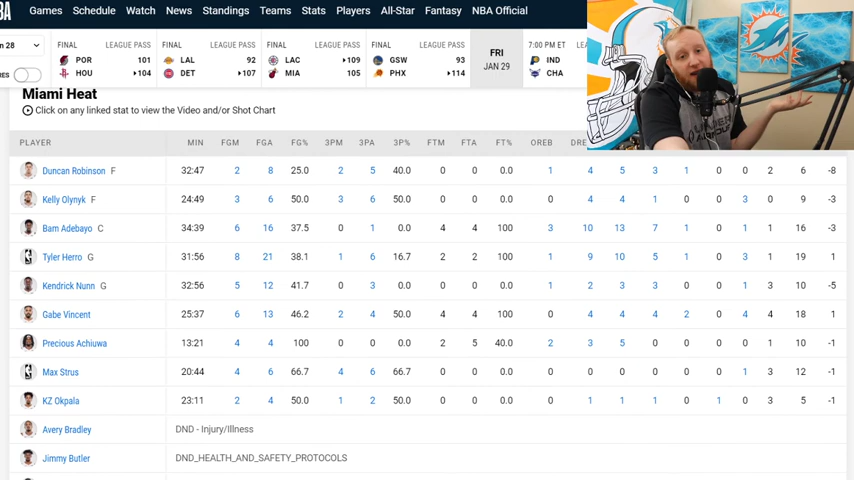 BA Games Schedule Watch News Standings Teams Stats Players All-Star Fantasy NBA Official
n 28 FINAL LEAGUE PASS FINAL LEAGUE PASS FINAL LEAGUE PASS FINAL LEAGUE PASS FRI 7:00 PM ET
POR 101 LAL 92 LAC 109 GSW 93 JAN 29 IND
RES HOU 104 DET 107 MIA 105 PHX 114 CHA
Miami Heat
Click on any linked stat to view the Video and/or Shot Chart
PLAYER MIN FGM FGA FG% 3PM 3PA 3P% FTM FTA FT% OREB DRE
Duncan Robinson F 32:47 2 8 25.0 2 5 40.0 0 0 0.0 1 4 5 3 1 0 0 2 6 -8
Kelly Olynyk F 24:49 3 6 50.0 3 6 50.0 0 0 0.0 0 4 4 1 0 0 3 0 9 -3
Bam Adebayo C 34:39 6 16 37.5 0 1 0.0 4 4 100 3 10 13 7 1 0 1 1 16 -3
Tyler Herro G 31:56 8 21 38.1 1 6 16.7 2 2 100 1 9 10 5 1 0 3 1 19 1
Kendrick Nunn G 32:56 5 12 41.7 0 3 0.0 0 0 0.0 1 2 3 3 0 0 1 3 10 -5
Gabe Vincent 25:37 6 13 46.2 2 4 50.0 4 4 100 0 4 4 4 2 0 4 4 18 1
Precious Achiuwa 13:21 4 4 100 0 0 0.0 2 5 40.0 2 3 5 0 0 0 0 1 10 -1
Max Strus 20:44 4 6 66.7 4 6 66.7 0 0 0.0 0 0 0 0 0 0 1 3 12 -1
KZ Okpala 23:11 2 4 50.0 1 2 50.0 0 0 0.0 0 1 1 1 0 1 0 3 5 -1
Avery Bradley DND - Injury/Illness
Jimmy Butler DND_HEALTH_AND_SAFETY_PROTOCOLS